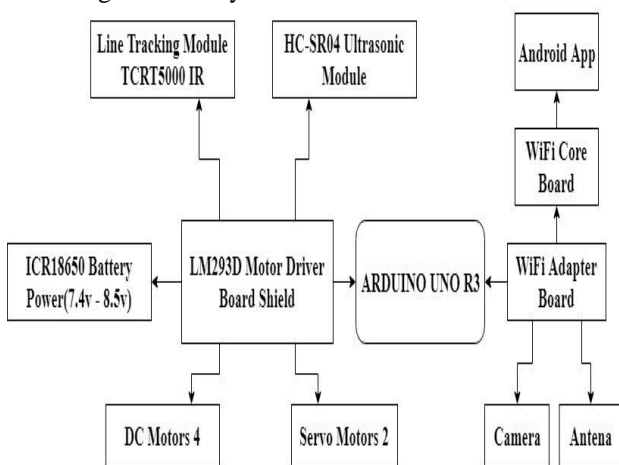 Line Tracking Module
TCRT5000 IR
HC-SR04 Ultrasonic
Module
Android App
WiFi Core
Board
ICR18650 Battery
Power(7.4v - 8.5v)
LM293D Motor Driver
Board Shield
ARDUINO UNO R3
WiFi Adapter
Board
DC Motors 4
Servo Motors 2
Camera
Antena